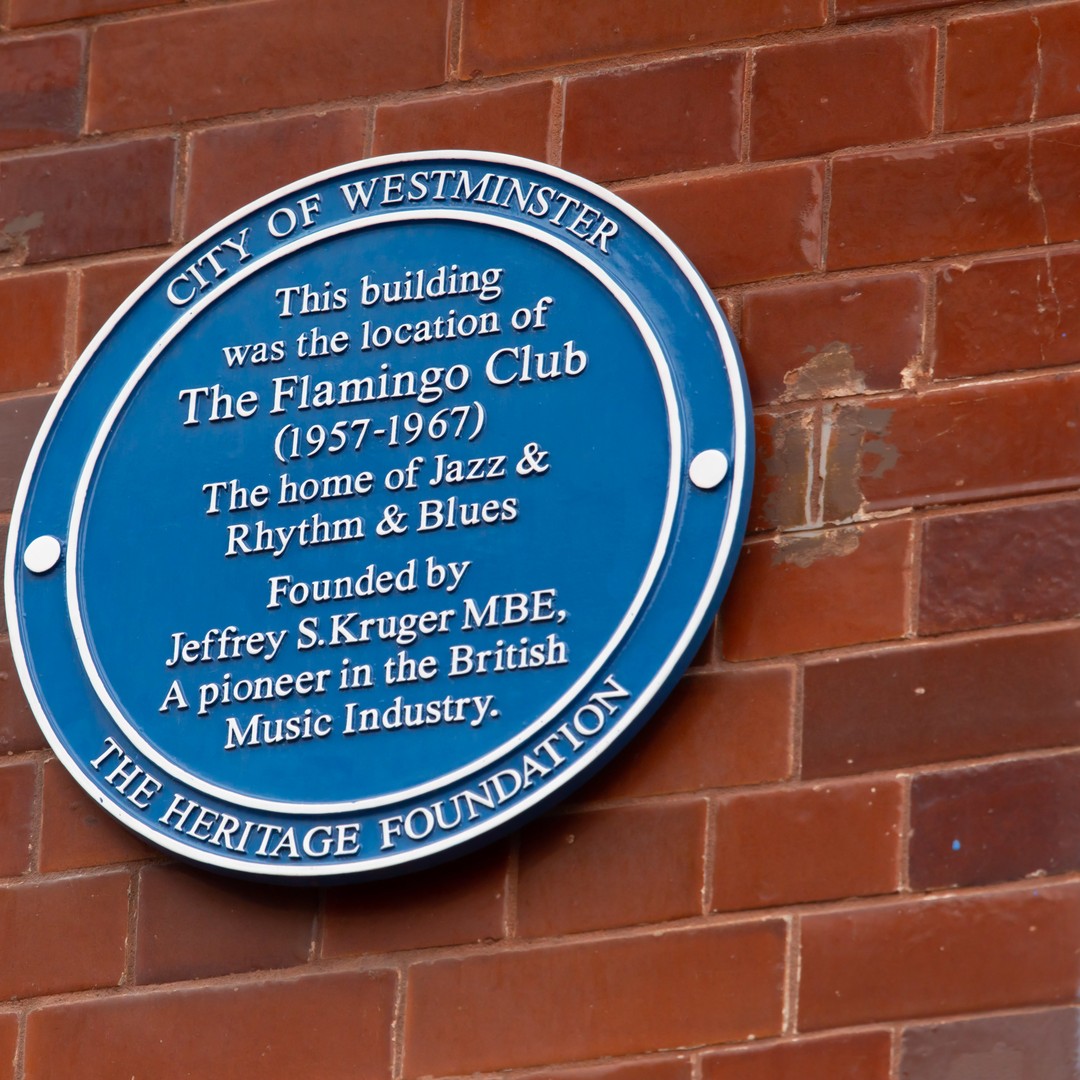 CITY OF WESTMINSTER
This building
was the location of
The Flamingo Club
(1957-1967)
The home of Jazz &
Rhythm & Blues
Founded by
Jeffrey S.Kruger MBE,
A pioneer in the British
Music Industry.
THE HERITAGE FOUNDATION